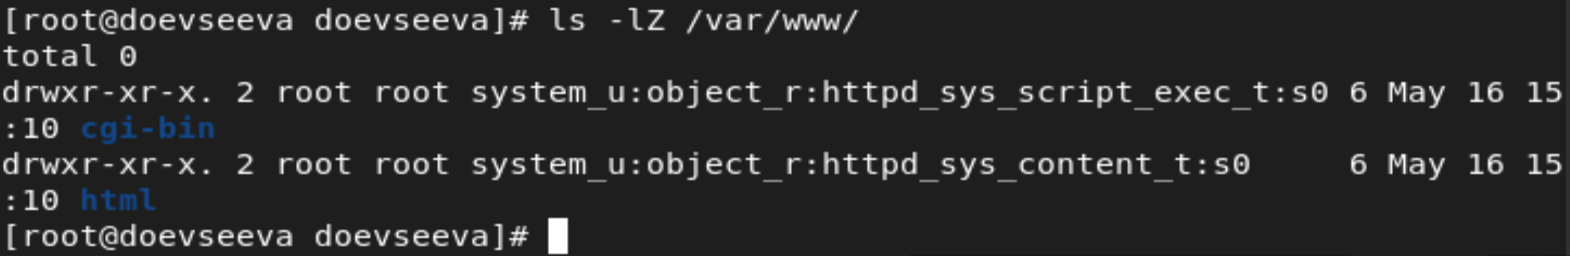 [root@doevseeva doevseeva]# ls -lZ /var/www/
total 0
drwxr-xr-x. 2 root root system_u:object_r:httpd_sys_script_exec_t:s0 6 May 16 15
:10 cgi-bin
drwxr-xr-x. 2 root root system_u:object_r:httpd_sys_content_t:s0     6 May 16 15
:10 html
[root@doevseeva doevseeva]#